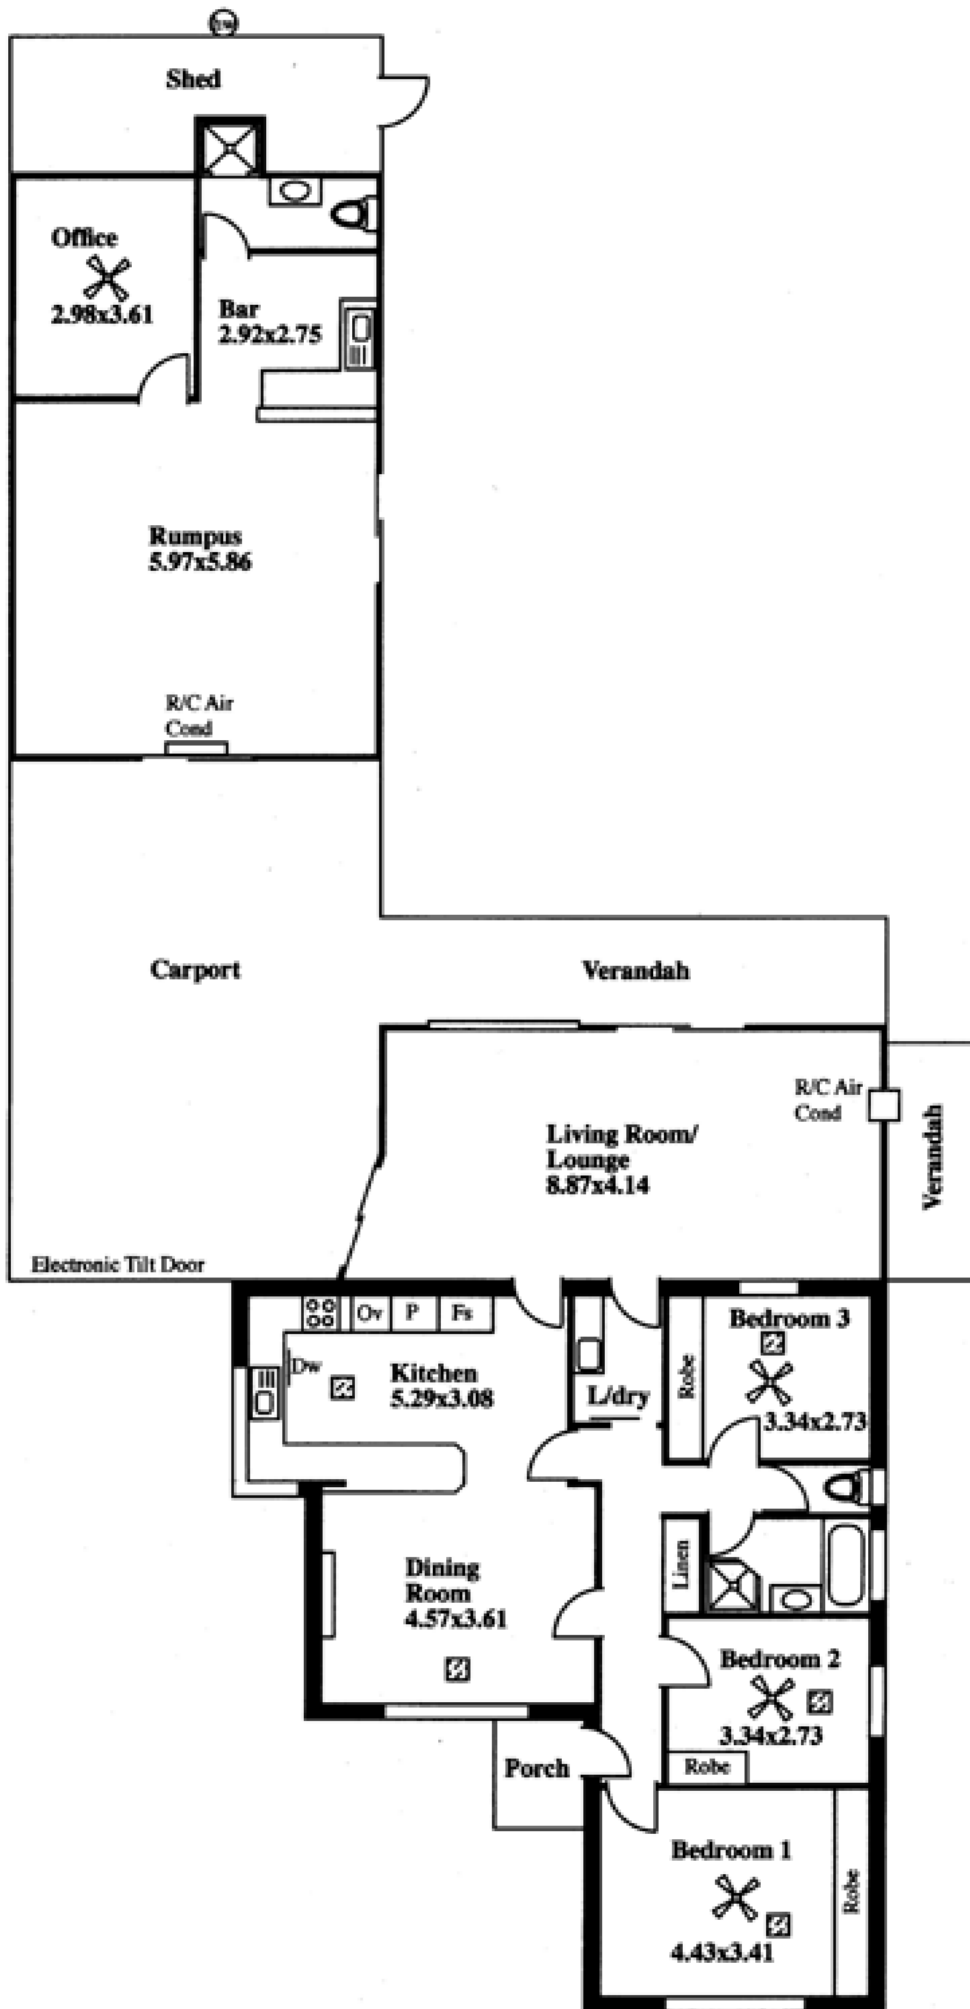 Shed
Office
2.98x3.61
Bar
2.92x2.75
Rumpus
5.97x5.86
R/C Air
Cond
Carport
Verandah
R/C Air
Cond
Verandah
Living Room/
Lounge
8.87x4.14
Electronic Tilt Door
Ov
P
Fs
Dw
Kitchen
5.29x3.08
L/dry
Robe
Bedroom 3
3.34x2.73
Linen
Dining
Room
4.57x3.61
Bedroom 2
3.34x2.73
Robe
Porch
Bedroom 1
4.43x3.41
Robe